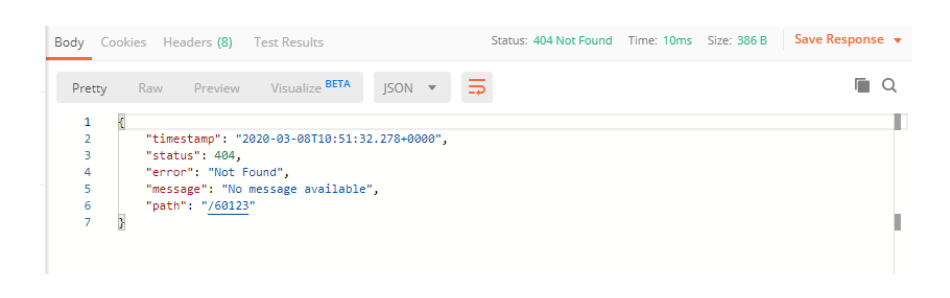 Body Cookies Headers (8) Test Results Status: 404 Not Found Time: 10ms Size: 386 B Save Response
Pretty Raw Preview Visualize BETA JSON
1 {
2 "timestamp": "2020-03-08T10:51:32.278+0000",
3 "status": 404,
4 "error": "Not Found",
5 "message": "No message available",
6 "path": "/60123"
7 }